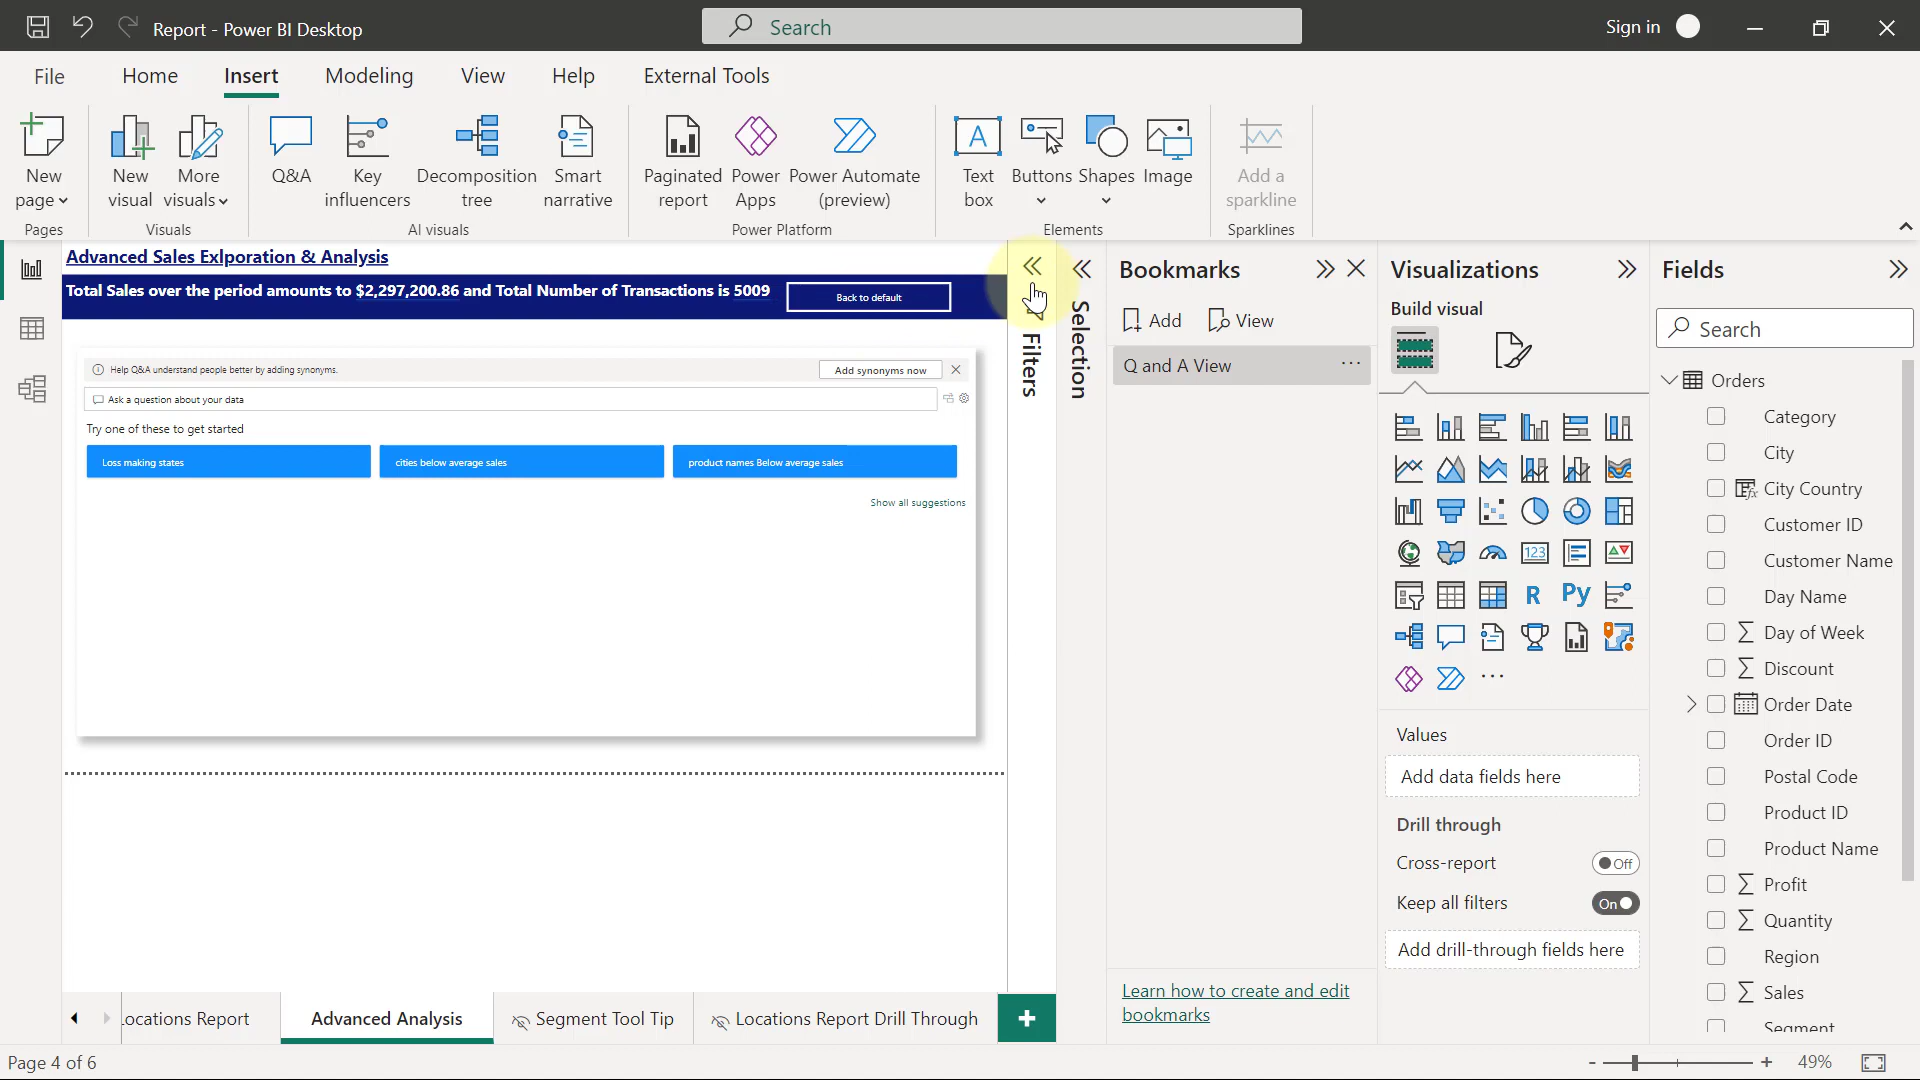 Report - Power BI Desktop
Search
Sign in
File
Home
Insert
Modeling
View
Help
External Tools
New page
New visual
More visuals
Q&A
Key influencers
Decomposition tree
Smart narrative
Paginated report
Power Apps
Power Automate (preview)
Text box
Buttons
Shapes
Image
Add a sparkline
Pages
Visuals
AI visuals
Power Platform
Elements
Sparklines
Advanced Sales Exlporation & Analysis
Total Sales over the period amounts to $2,297,200.86 and Total Number of Transactions is 5009
Back to default
Help Q&A understand people better by adding synonyms.
Add synonyms now
Ask a question about your data
Try one of these to get started
Loss making states
cities below average sales
product names Below average sales
Show all suggestions
Filters
Selection
Bookmarks
Add
View
Q and A View
Learn how to create and edit
bookmarks
Visualizations
Build visual
123
R
Py
Values
Add data fields here
Drill through
Cross-report
Off
Keep all filters
On
Add drill-through fields here
Fields
Search
Orders
Category
City
City Country
Customer ID
Customer Name
Day Name
Day of Week
Discount
Order Date
Order ID
Postal Code
Product ID
Product Name
Profit
Quantity
Region
Sales
Segment
ocations Report
Advanced Analysis
Segment Tool Tip
Locations Report Drill Through
Page 4 of 6
49%